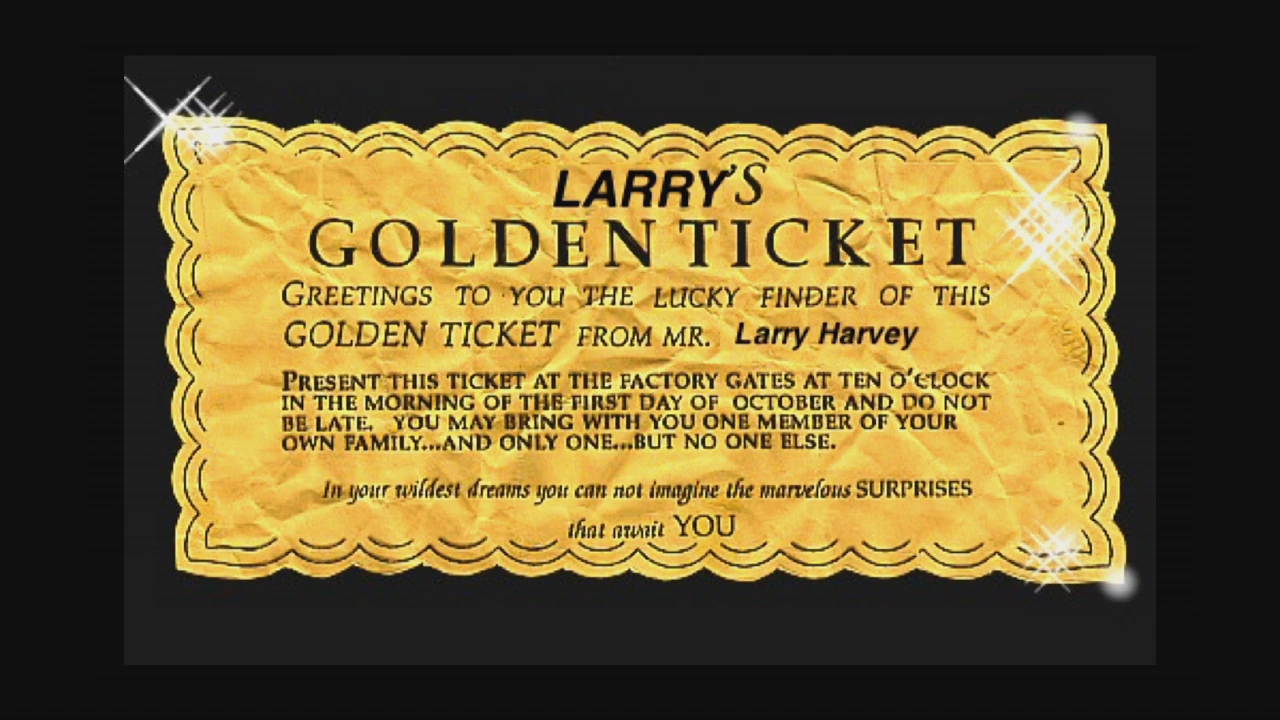 LARRY'S
GOLDEN TICKET
GREETINGS TO YOU THE LUCKY FINDER OF THIS
GOLDEN TICKET FROM MR. Larry Harvey
PRESENT THIS TICKET AT THE FACTORY GATES AT TEN O'CLOCK
IN THE MORNING OF THE FIRST DAY OF OCTOBER AND DO NOT
BE LATE. YOU MAY BRING WITH YOU ONE MEMBER OF YOUR
OWN FAMILY...AND ONLY ONE...BUT NO ONE ELSE.
In your wildest dreams you can not imagine the marvelous SURPRISES
that await YOU